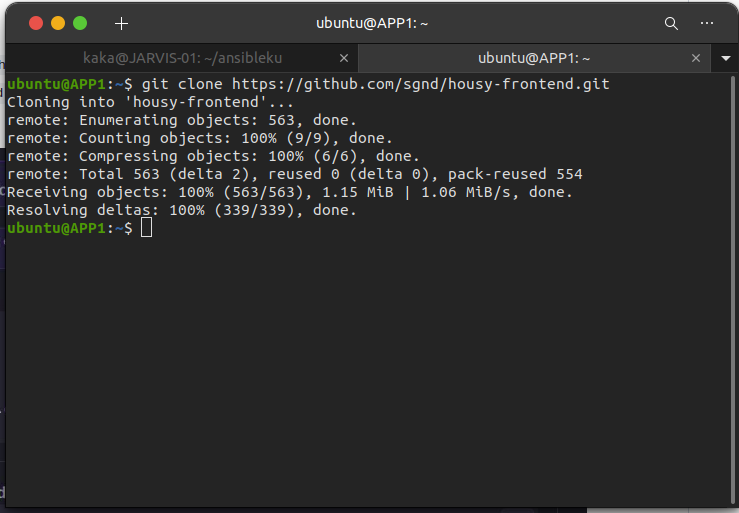 ubuntu@APP1: ~
kaka@JARVIS-01: ~/ansibleku
ubuntu@APP1: ~
ubuntu@APP1:~$ git clone https://github.com/sgnd/housy-frontend.git
Cloning into 'housy-frontend'...
remote: Enumerating objects: 563, done.
remote: Counting objects: 100% (9/9), done.
remote: Compressing objects: 100% (6/6), done.
remote: Total 563 (delta 2), reused 0 (delta 0), pack-reused 554
Receiving objects: 100% (563/563), 1.15 MiB | 1.06 MiB/s, done.
Resolving deltas: 100% (339/339), done.
ubuntu@APP1:~$